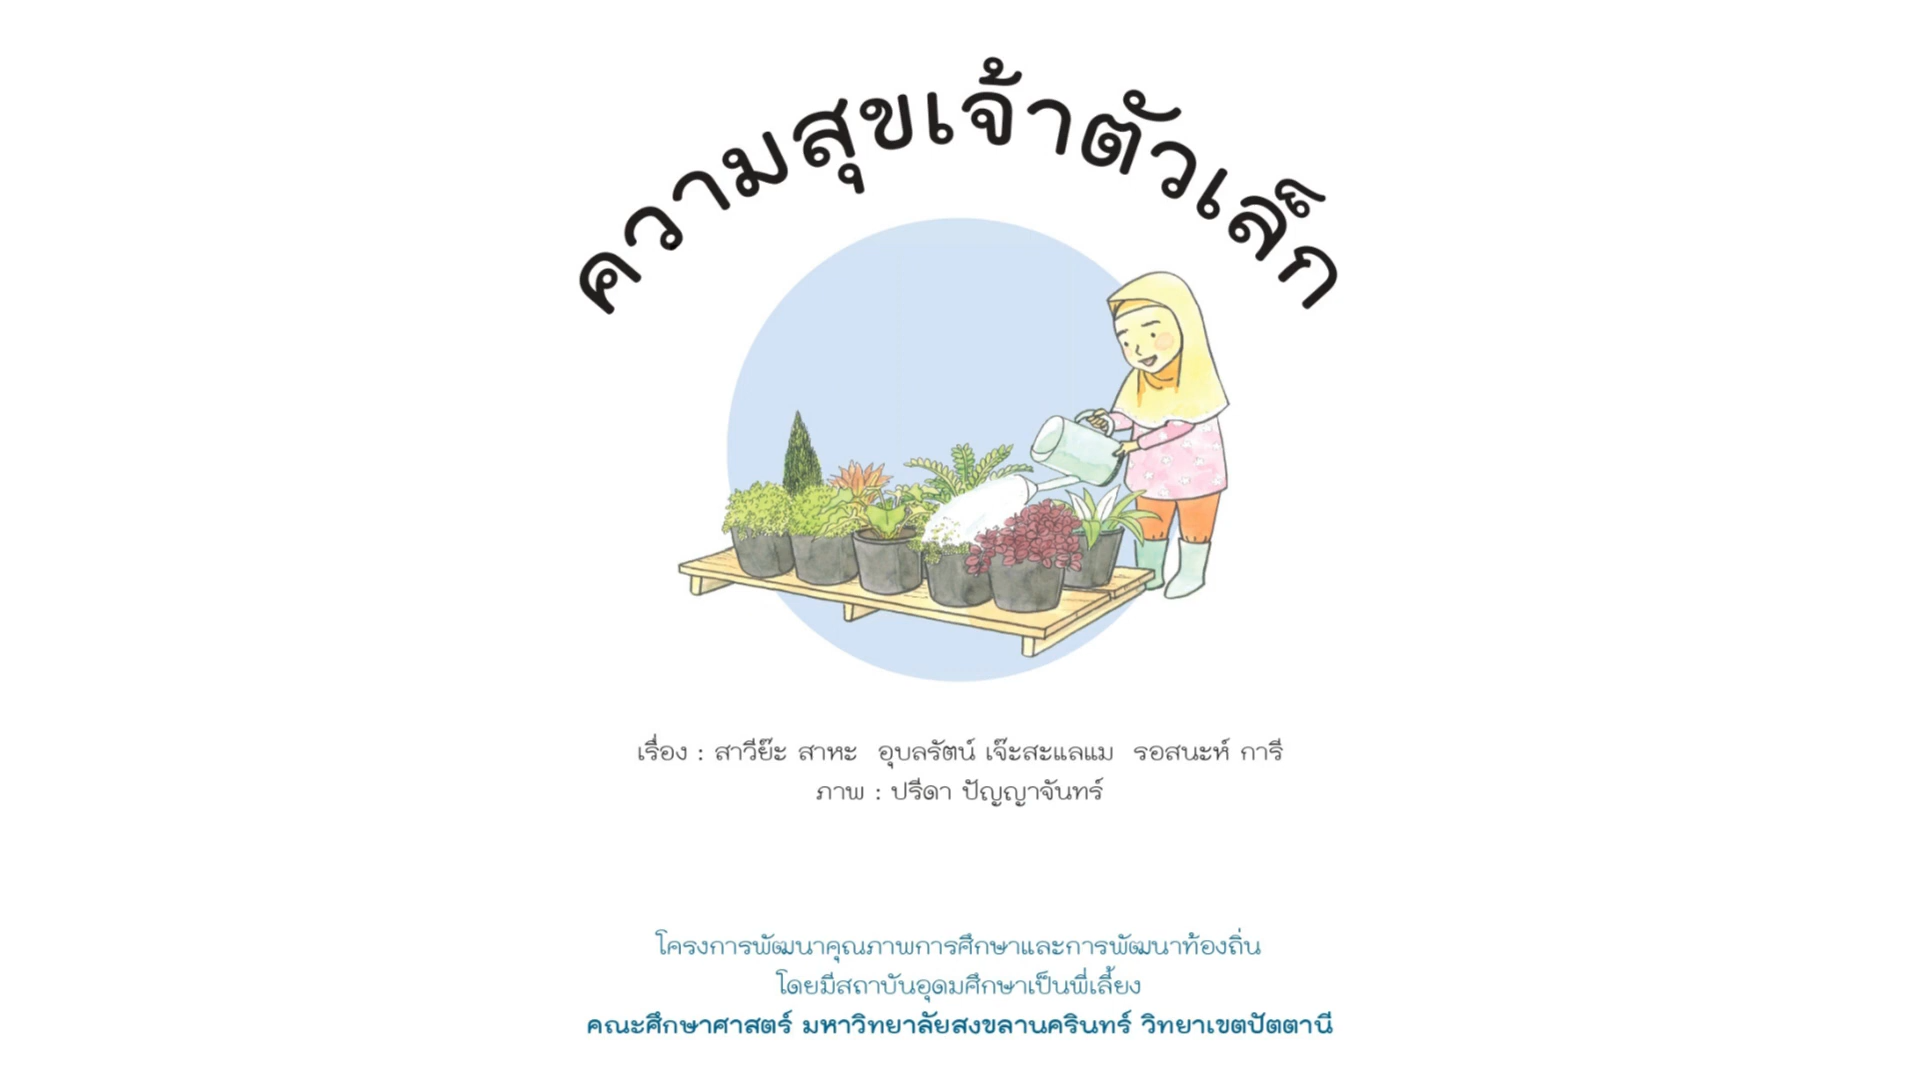 ความสุขเจ้าตัวเล็ก
เรื่อง : สาวีย๊ะ สาหะ อุบลรัตน์ เจ๊ะสะแลแม รอสนะห์ การี
ภาพ : ปรีดา ปัญญาจันทร์
โครงการพัฒนาคุณภาพการศึกษาและการพัฒนาท้องถิ่น
โดยมีสถาบันอุดมศึกษาเป็นพี่เลี้ยง
คณะศึกษาศาสตร์ มหาวิทยาลัยสงขลานครินทร์ วิทยาเขตปัตตานี